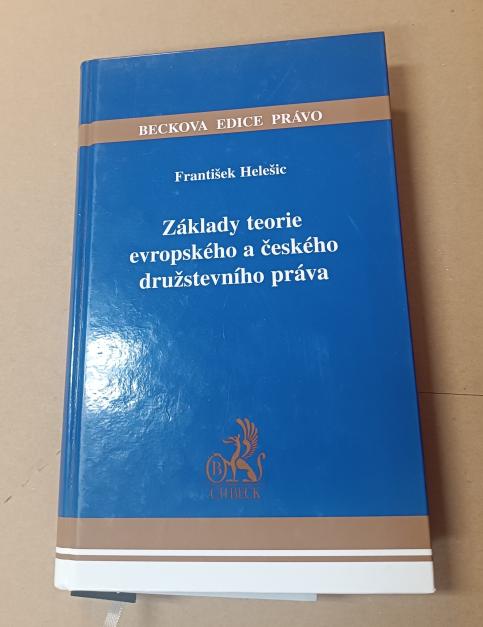 BECKOVA EDICE PRÁVO
František Helešic
Základy teorie
evropského a českého
družstevního práva
B
C.H.BECK